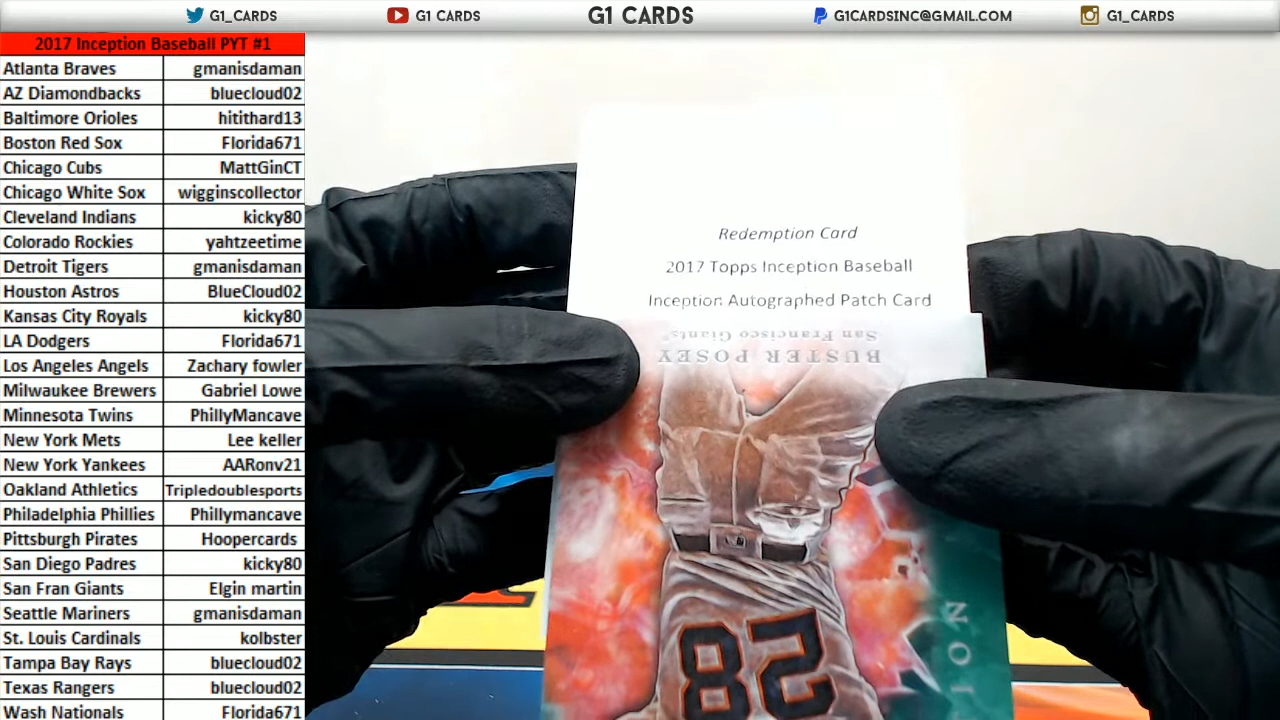 G1_CARDS
G1 CARDS
G1 CARDS
G1CARDSINC@GMAIL.COM
G1_CARDS
2017 Inception Baseball PYT #1
Atlanta Braves gmanisdaman
AZ Diamondbacks bluecloud02
Baltimore Orioles hitithard13
Boston Red Sox Florida671
Chicago Cubs MattGinCT
Chicago White Sox wigginscollector
Cleveland Indians kicky80
Colorado Rockies yahtzeetime
Detroit Tigers gmanisdaman
Houston Astros BlueCloud02
Kansas City Royals kicky80
LA Dodgers Florida671
Los Angeles Angels Zachary fowler
Milwaukee Brewers Gabriel Lowe
Minnesota Twins PhillyMancave
New York Mets Lee keller
New York Yankees AARonv21
Oakland Athletics Tripledoublesports
Philadelphia Phillies Phillymancave
Pittsburgh Pirates Hoopercards
San Diego Padres kicky80
San Fran Giants Elgin martin
Seattle Mariners gmanisdaman
St. Louis Cardinals kolbster
Tampa Bay Rays bluecloud02
Texas Rangers bluecloud02
Wash Nationals Florida671
Redemption Card
2017 Topps Inception Baseball
Inception Autographed Patch Card
San Francisco Giants®
BUSTER POSEY
28